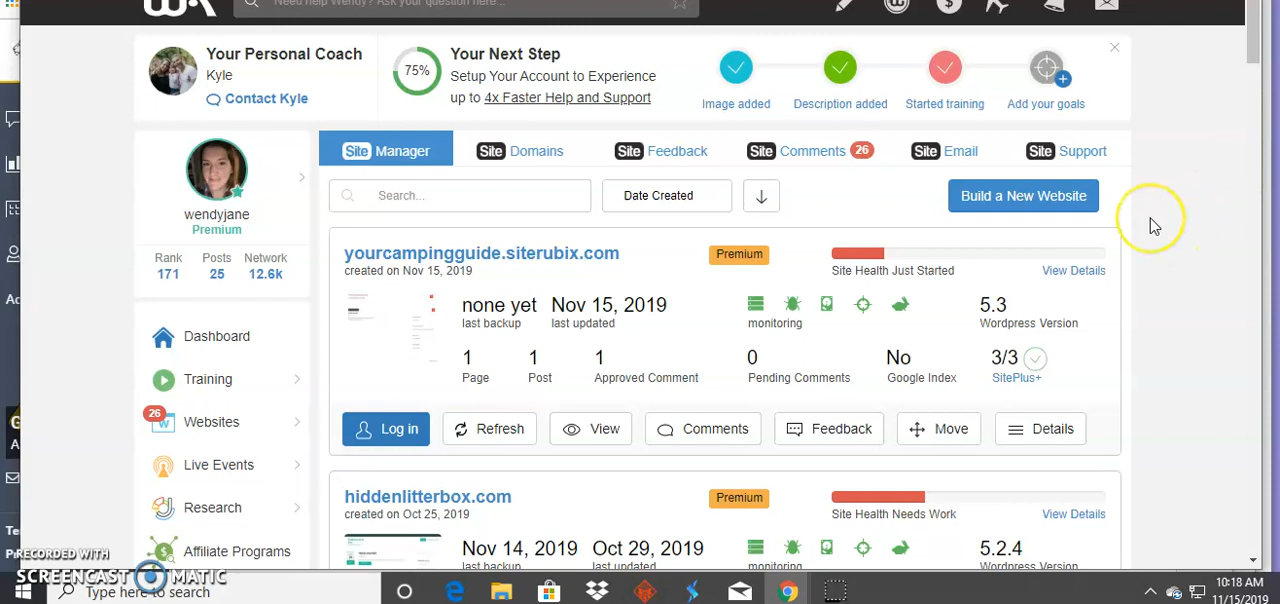 Need help Wendy? Ask your question here...
Your Personal Coach
Kyle
Contact Kyle
75%
Your Next Step
Setup Your Account to Experience
up to 4x Faster Help and Support
Image added
Description added
Started training
Add your goals
wendyjane
Premium
Rank Posts Network
171 25 12.6k
Dashboard
Training
26
Websites
Live Events
Research
Affiliate Programs
Site Manager
Site Domains
Site Feedback
Site Comments 26
Site Email
Site Support
Search...
Date Created
Build a New Website
yourcampingguide.siterubix.com
created on Nov 15, 2019
Premium
Site Health Just Started
View Details
none yet
last backup
Nov 15, 2019
last updated
monitoring
5.3
Wordpress Version
1
Page
1
Post
1
Approved Comment
0
Pending Comments
No
Google Index
3/3
SitePlus+
Log in
Refresh
View
Comments
Feedback
Move
Details
hiddenlitterbox.com
created on Oct 25, 2019
Premium
Site Health Needs Work
View Details
Nov 14, 2019
Oct 29, 2019
5.2.4
RECORDED WITH
SCREENCAST MATIC
Type here to search
10:18 AM
11/15/2019